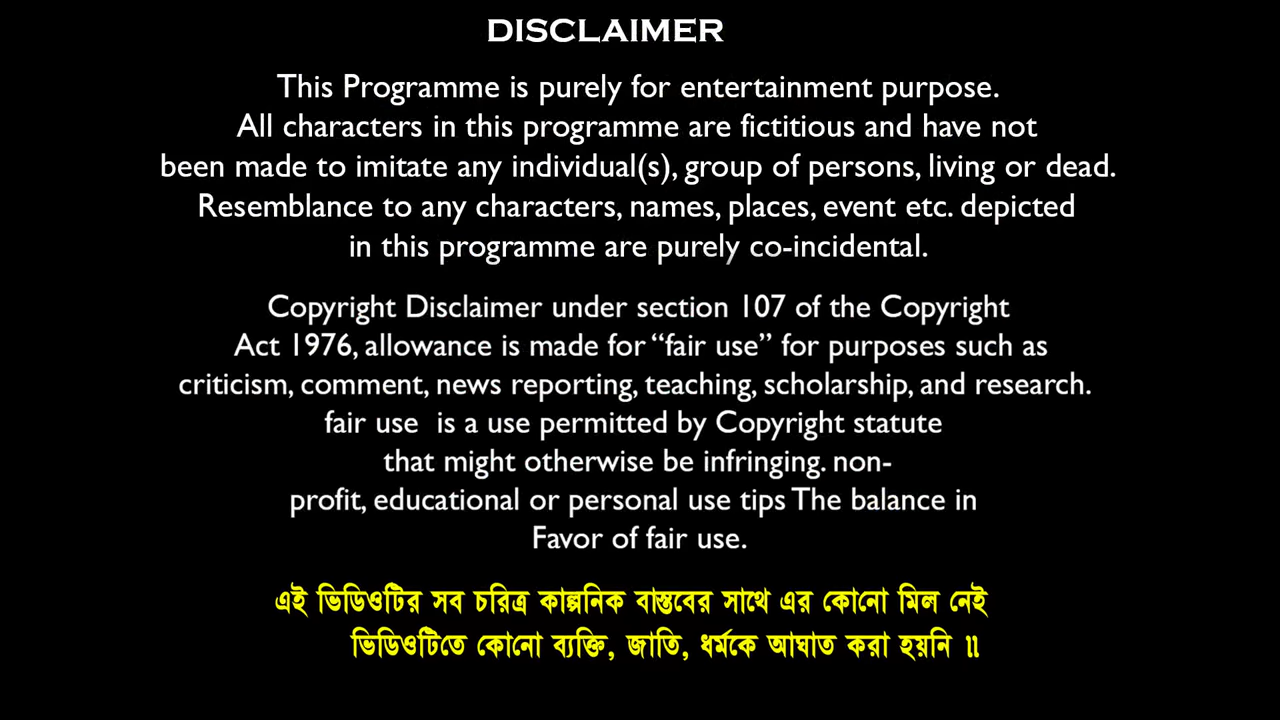 DISCLAIMER
This Programme is purely for entertainment purpose.
All characters in this programme are fictitious and have not
been made to imitate any individual(s), group of persons, living or dead.
Resemblance to any characters, names, places, event etc. depicted
in this programme are purely co-incidental.
Copyright Disclaimer under section 107 of the Copyright
Act 1976, allowance is made for “fair use” for purposes such as
criticism, comment, news reporting, teaching, scholarship, and research.
fair use  is a use permitted by Copyright statute
that might otherwise be infringing. non-
profit, educational or personal use tips The balance in
Favor of fair use.
এই ভিডিওটির সব চরিত্র কাল্পনিক বাস্তবের সাথে এর কোনো মিল নেই
ভিডিওটিতে কোনো ব্যক্তি, জাতি, ধর্মকে আঘাত করা হয়নি ৷৷